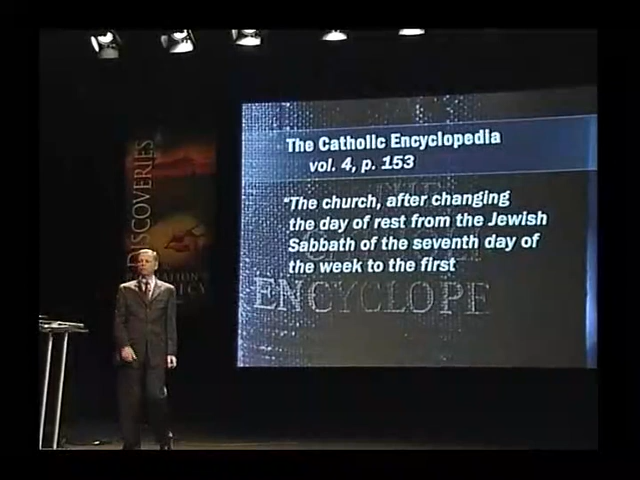 DISCOVERIES
The Catholic Encyclopedia
vol. 4, p. 153
"The church, after changing
the day of rest from the Jewish
Sabbath of the seventh day of
the week to the first
ENCYCLOPE